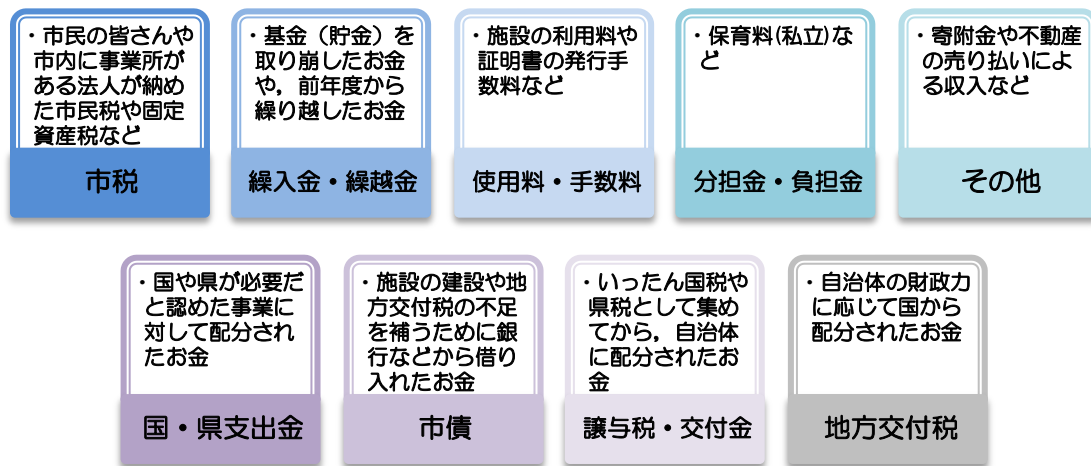 ・市民の皆さんや
市内に事業所が
ある法人が納め
た市民税や固定
資産税など
市税
・基金（貯金）を
取り崩したお金
や，前年度から
繰り越したお金
繰入金・繰越金
・施設の利用料や
証明書の発行手
数料など
使用料・手数料
・保育料(私立)な
ど
分担金・負担金
・寄附金や不動産
の売り払いによ
る収入など
その他
・国や県が必要だ
と認めた事業に
対して配分され
たお金
国・県支出金
・施設の建設や地
方交付税の不足
を補うために銀
行などから借り
入れたお金
市債
・いったん国税や
県税として集め
てから，自治体
に配分されたお
金
譲与税・交付金
・自治体の財政力
に応じて国から
配分されたお金
地方交付税